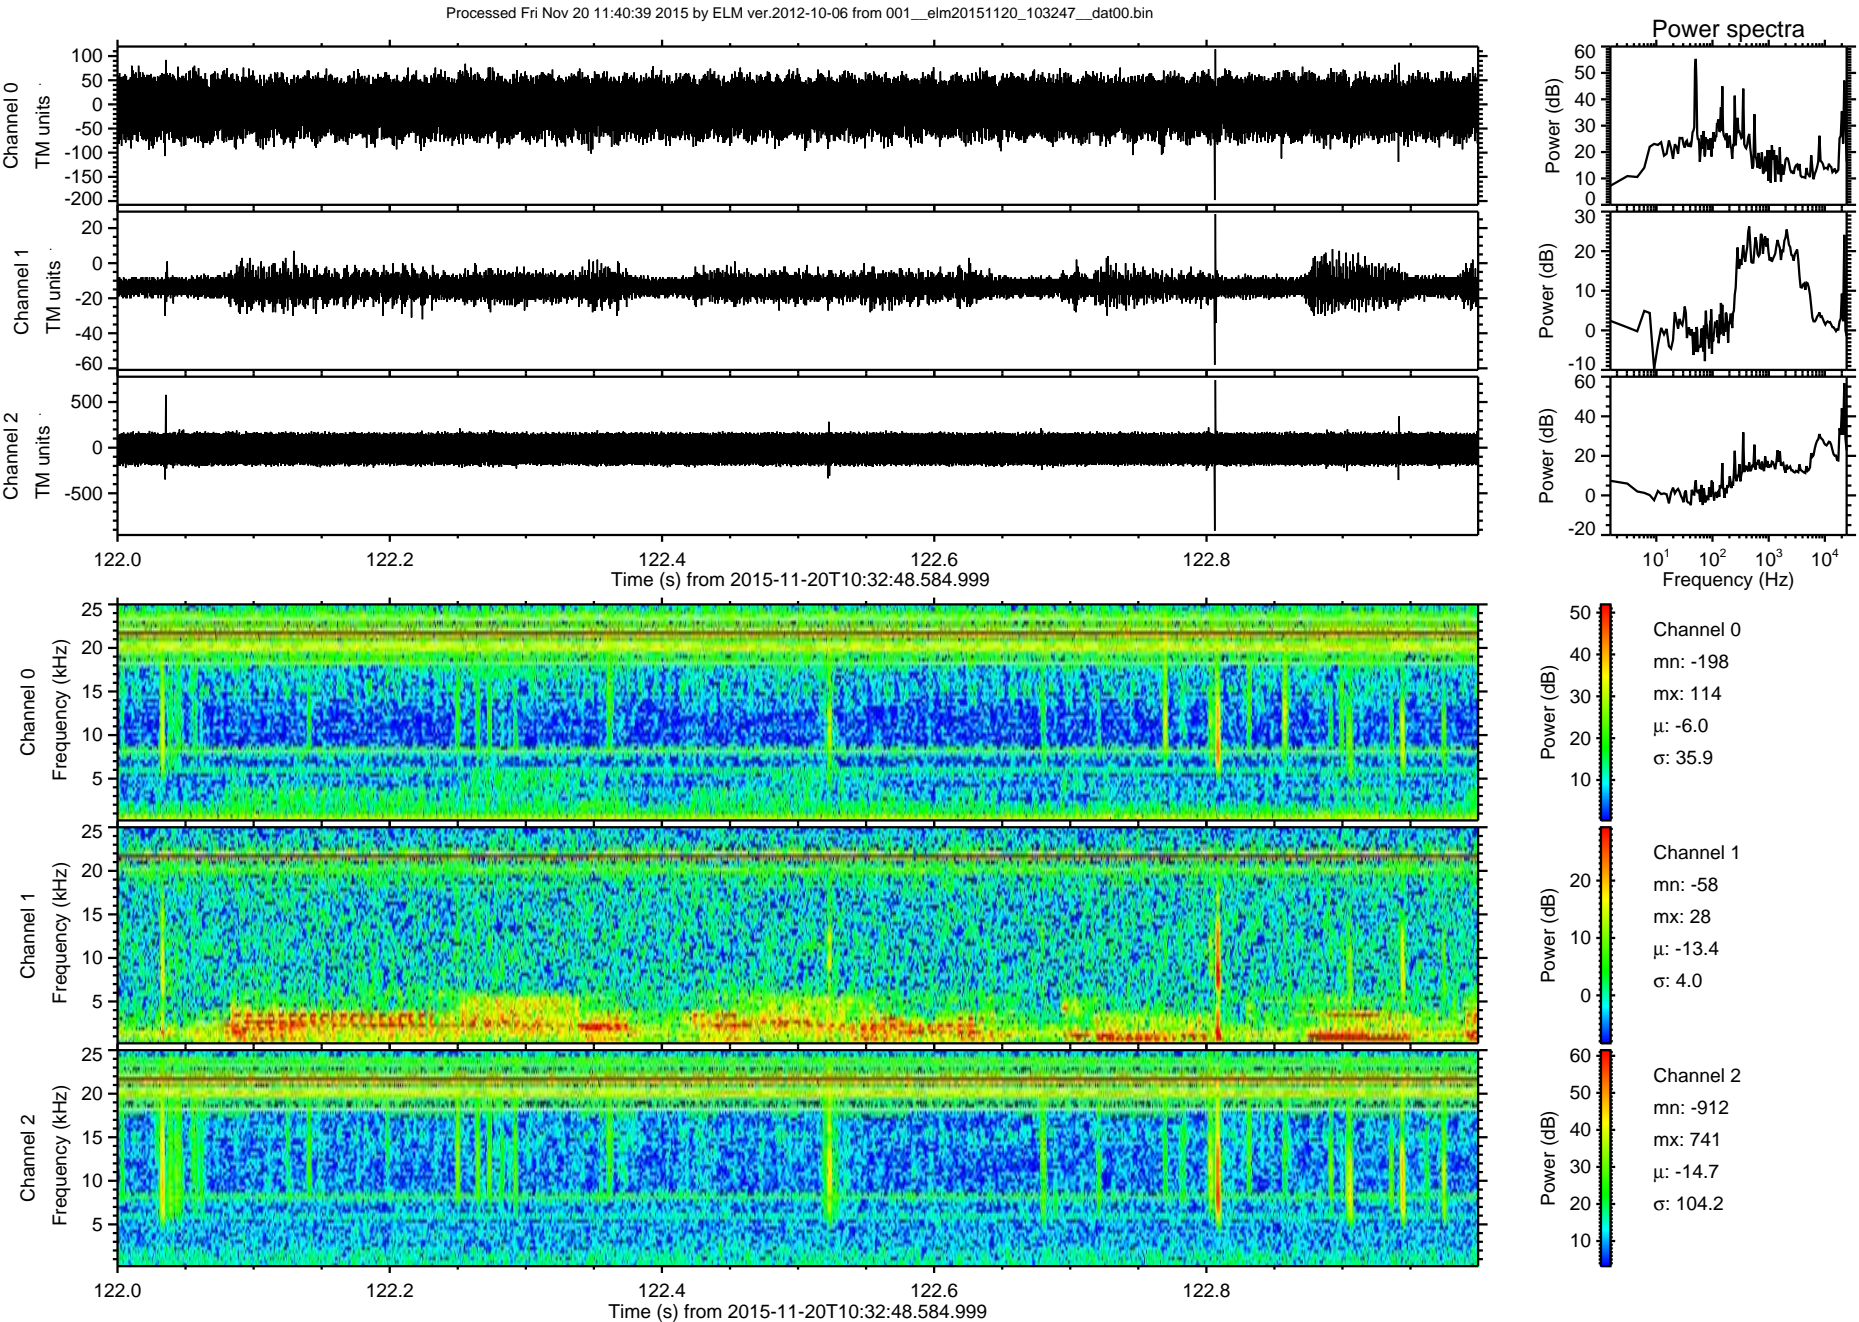 Processed Fri Nov 20 11:40:39 2015 by ELM ver.2012-10-06 from 001__elm20151120_103247__dat00.bin
Power spectra
Channel 0
TM units
100
50
0
-50
-100
-150
-200
Power (dB)
60
50
40
30
20
10
0
Channel 1
TM units
20
0
-20
-40
-60
Power (dB)
30
20
10
0
-10
Channel 2
TM units
500
0
-500
Power (dB)
60
40
20
0
-20
122.0 122.2 122.4 122.6 122.8
Time (s) from 2015-11-20T10:32:48.584.999
10^1 10^2 10^3 10^4
Frequency (Hz)
Channel 0
Frequency (kHz)
25
20
15
10
5
Power (dB)
50
40
30
20
10
Channel 0
mn: -198
mx: 114
μ: -6.0
σ: 35.9
Channel 1
Frequency (kHz)
25
20
15
10
5
Power (dB)
20
10
0
Channel 1
mn: -58
mx: 28
μ: -13.4
σ: 4.0
Channel 2
Frequency (kHz)
25
20
15
10
5
Power (dB)
60
50
40
30
20
10
Channel 2
mn: -912
mx: 741
μ: -14.7
σ: 104.2
122.0 122.2 122.4 122.6 122.8
Time (s) from 2015-11-20T10:32:48.584.999